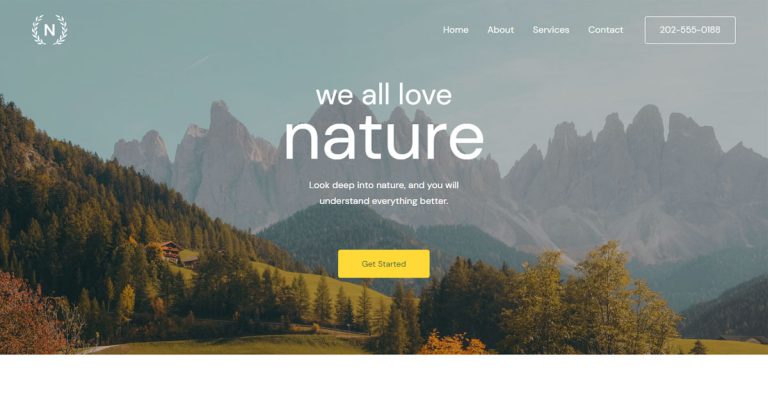 N
Home
About
Services
Contact
202-555-0188
we all love
nature
Look deep into nature, and you will
understand everything better.
Get Started